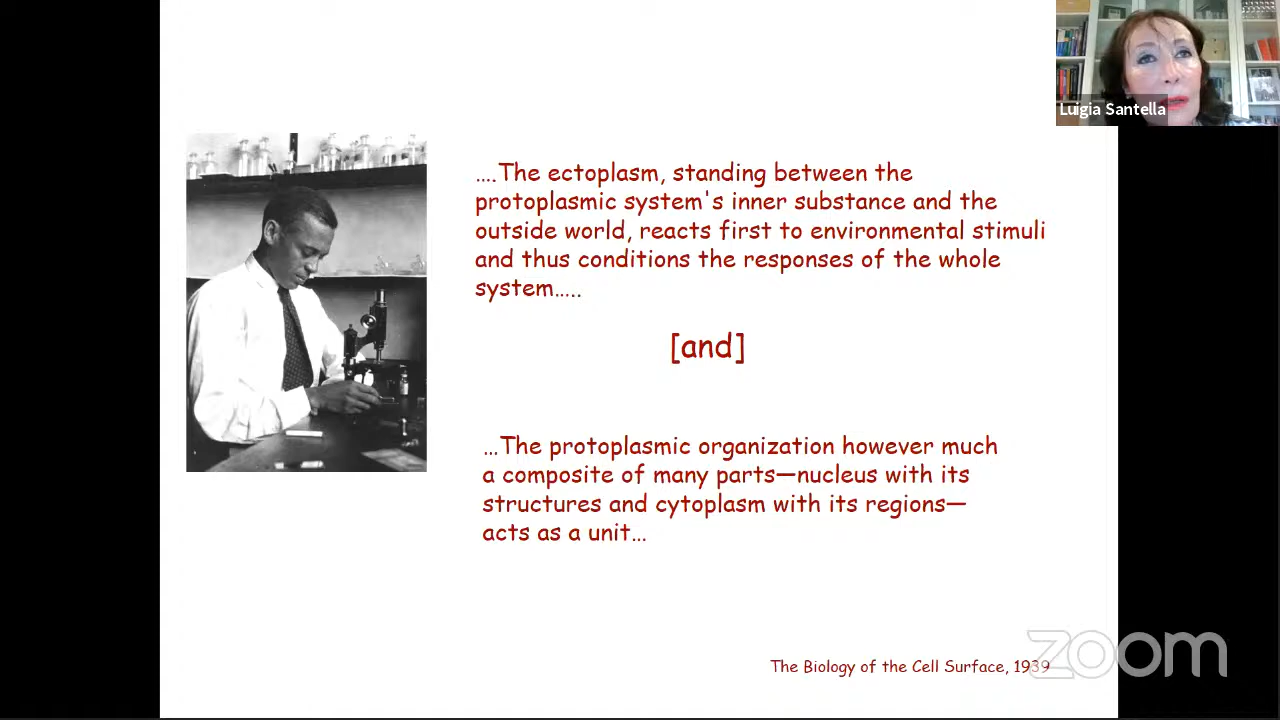 Luigia Santella
....The ectoplasm, standing between the
protoplasmic system's inner substance and the
outside world, reacts first to environmental stimuli
and thus conditions the responses of the whole
system…..
[and]
…The protoplasmic organization however much
a composite of many parts—nucleus with its
structures and cytoplasm with its regions—
acts as a unit…
The Biology of the Cell Surface, 1939
zoom